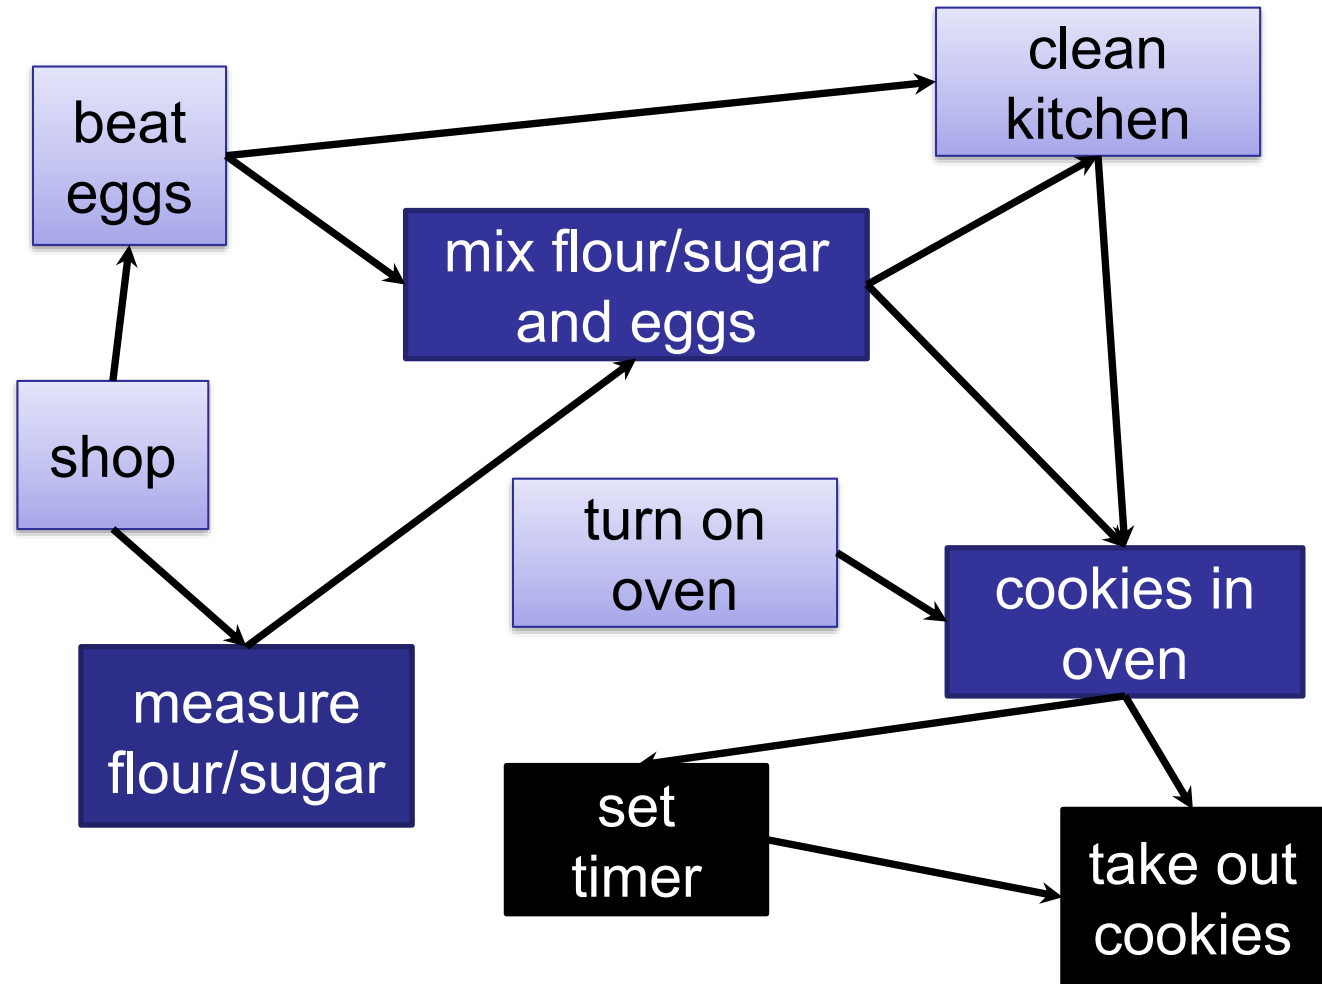 clean
kitchen
beat
eggs
mix flour/sugar
and eggs
shop
turn on
oven
cookies in
oven
measure
flour/sugar
set
timer
take out
cookies